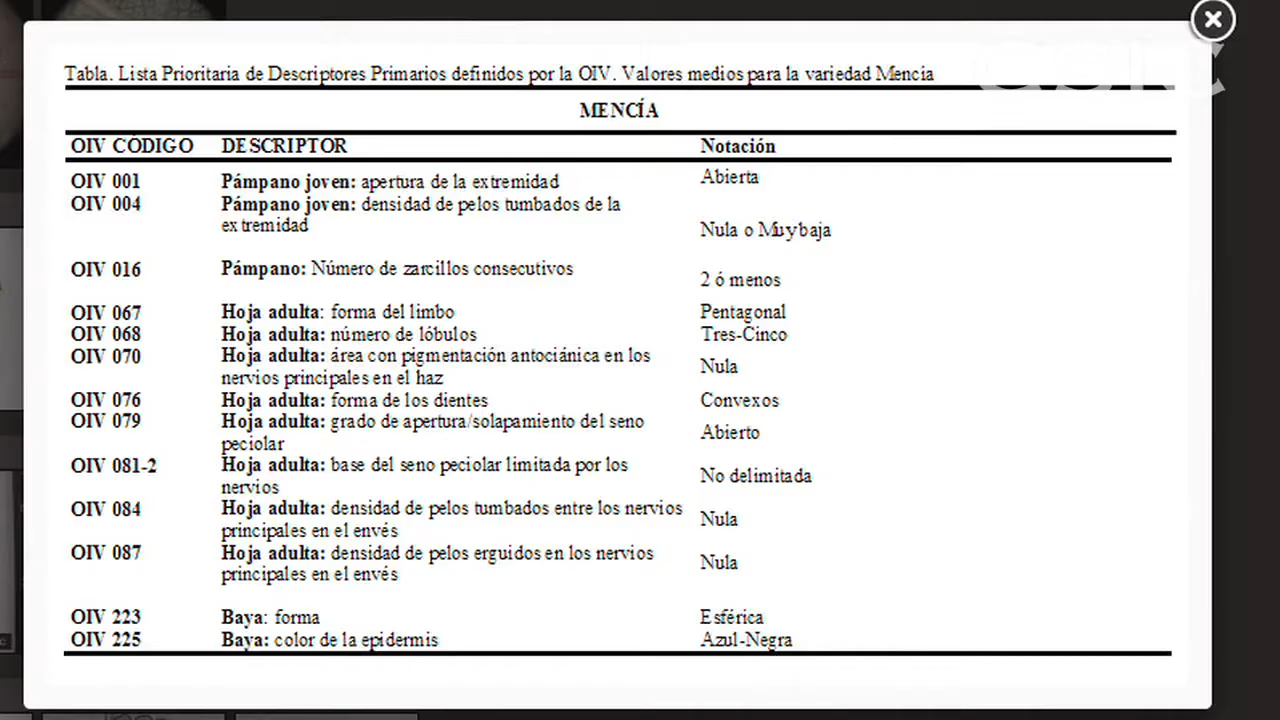 Tabla. Lista Prioritaria de Descriptores Primarios definidos por la OIV. Valores medios para la variedad Mencía
MENCÍA
OIV CÓDIGO DESCRIPTOR Notación
OIV 001 Pámpano joven: apertura de la extremidad Abierta
OIV 004 Pámpano joven: densidad de pelos tumbados de la
extremidad Nula o Muy baja
OIV 016 Pámpano: Número de zarcillos consecutivos 2 ó menos
OIV 067 Hoja adulta: forma del limbo Pentagonal
OIV 068 Hoja adulta: número de lóbulos Tres-Cinco
OIV 070 Hoja adulta: área con pigmentación antociánica en los
nervios principales en el haz Nula
OIV 076 Hoja adulta: forma de los dientes Convexos
OIV 079 Hoja adulta: grado de apertura/solapamiento del seno
peciolar Abierto
OIV 081-2 Hoja adulta: base del seno peciolar limitada por los
nervios No delimitada
OIV 084 Hoja adulta: densidad de pelos tumbados entre los nervios
principales en el envés Nula
OIV 087 Hoja adulta: densidad de pelos erguidos en los nervios
principales en el envés Nula
OIV 223 Baya: forma Esférica
OIV 225 Baya: color de la epidermis Azul-Negra